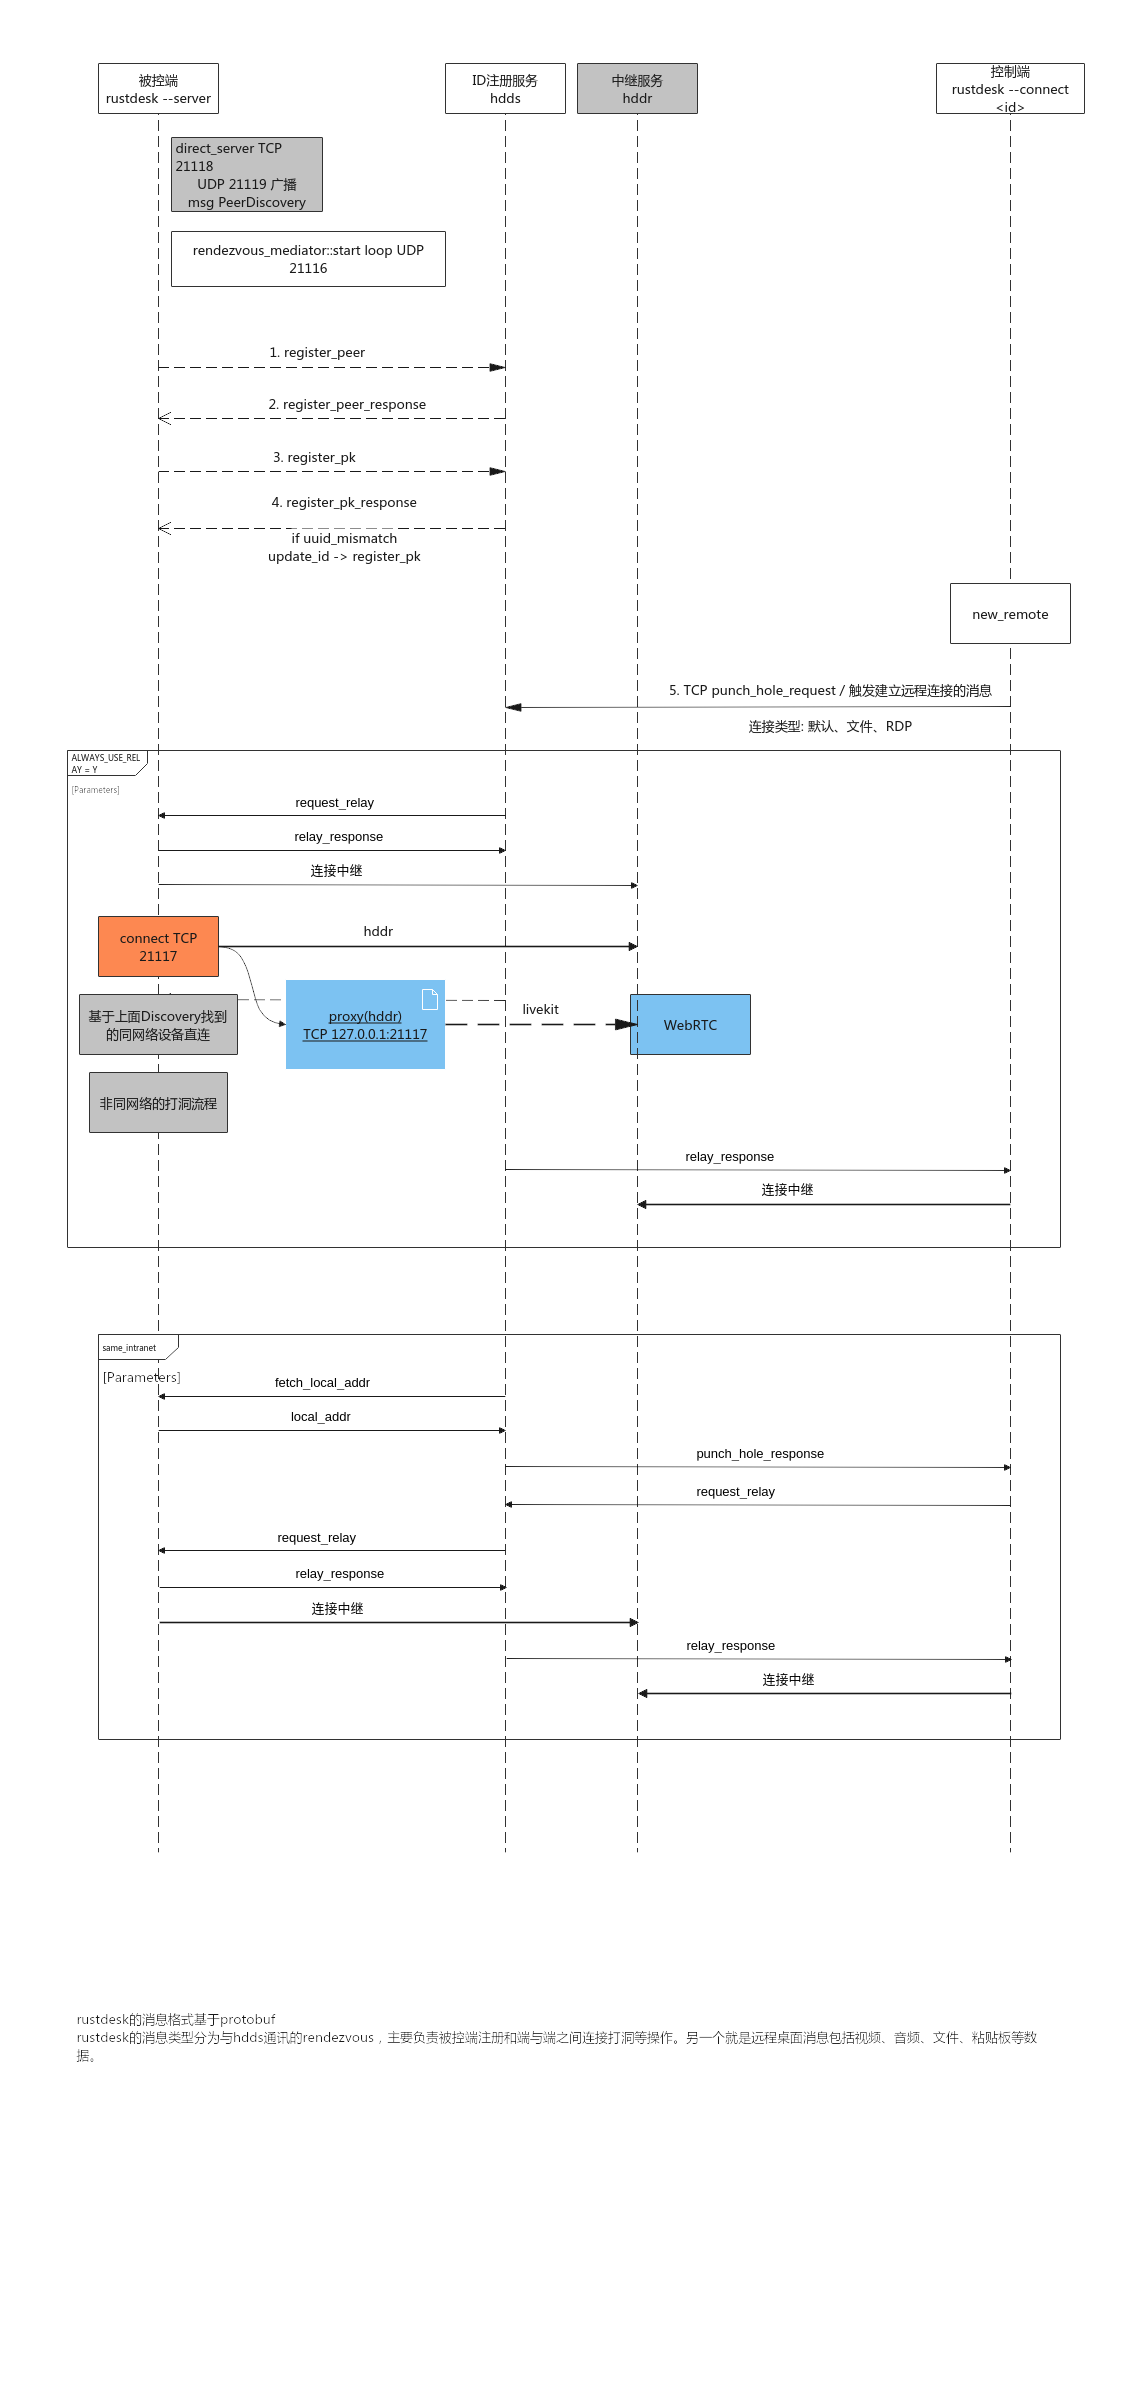 被控端
rustdesk --server
ID注册服务
hdds
中继服务
hddr
控制端
rustdesk --connect
<id>
direct_server TCP
21118
UDP 21119 广播
msg PeerDiscovery
rendezvous_mediator::start loop UDP
21116
1. register_peer
2. register_peer_response
3. register_pk
4. register_pk_response
if uuid_mismatch
update_id -> register_pk
new_remote
5. TCP punch_hole_request / 触发建立远程连接的消息
连接类型: 默认、文件、RDP
ALWAYS_USE_REL
AY = Y
[Parameters]
request_relay
relay_response
连接中继
connect TCP
21117
hddr
基于上面Discovery找到
的同网络设备直连
proxy(hddr)
TCP 127.0.0.1:21117
livekit
WebRTC
非同网络的打洞流程
relay_response
连接中继
same_intranet
[Parameters]
fetch_local_addr
local_addr
punch_hole_response
request_relay
request_relay
relay_response
连接中继
relay_response
连接中继
rustdesk的消息格式基于protobuf
rustdesk的消息类型分为与hdds通讯的rendezvous，主要负责被控端注册和端与端之间连接打洞等操作。另一个就是远程桌面消息包括视频、音频、文件、粘贴板等数
据。